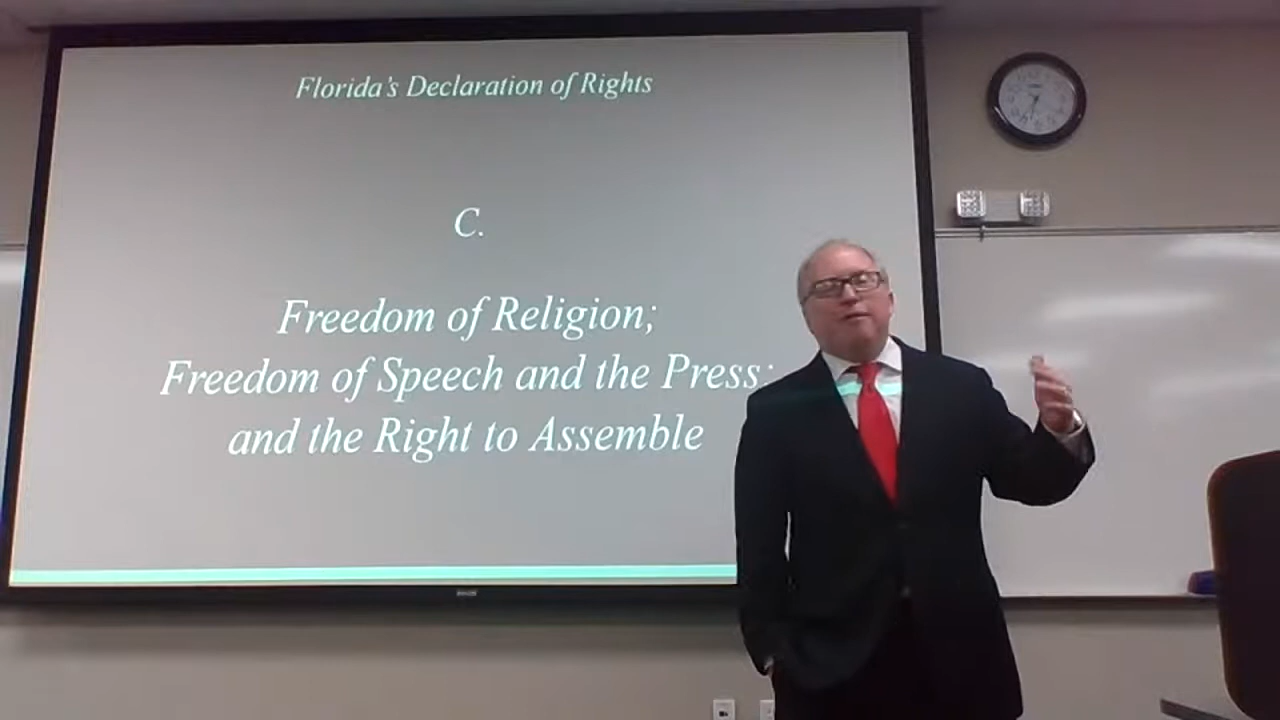 Florida's Declaration of Rights
C.
Freedom of Religion;
Freedom of Speech and the Press;
and the Right to Assemble